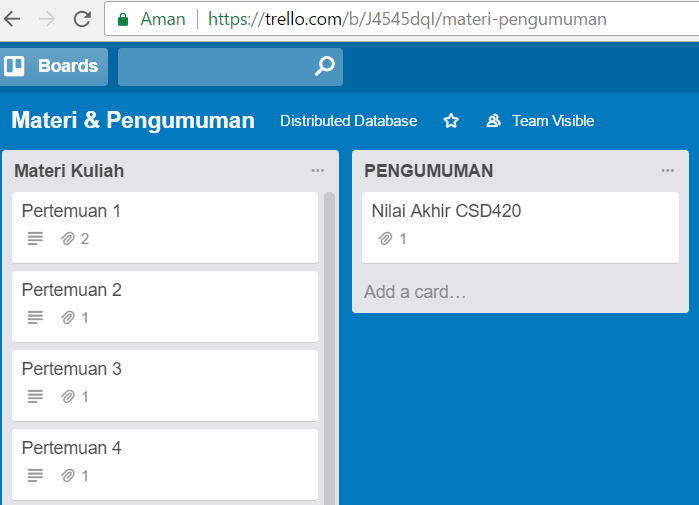 Aman https://trello.com/b/J4545dqI/materi-pengumuman
Boards
Materi & Pengumuman Distributed Database Team Visible
Materi Kuliah ...
Pertemuan 1
2
Pertemuan 2
1
Pertemuan 3
1
Pertemuan 4
1
PENGUMUMAN ...
Nilai Akhir CSD420
1
Add a card…